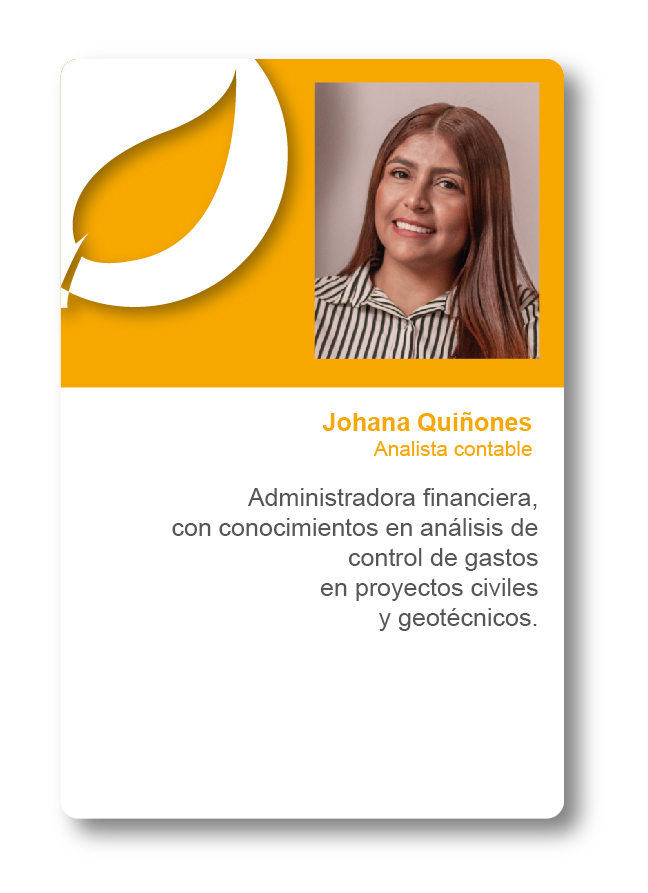 Johana Quiñones
Analista contable
Administradora financiera,
con conocimientos en análisis de
control de gastos
en proyectos civiles
y geotécnicos.